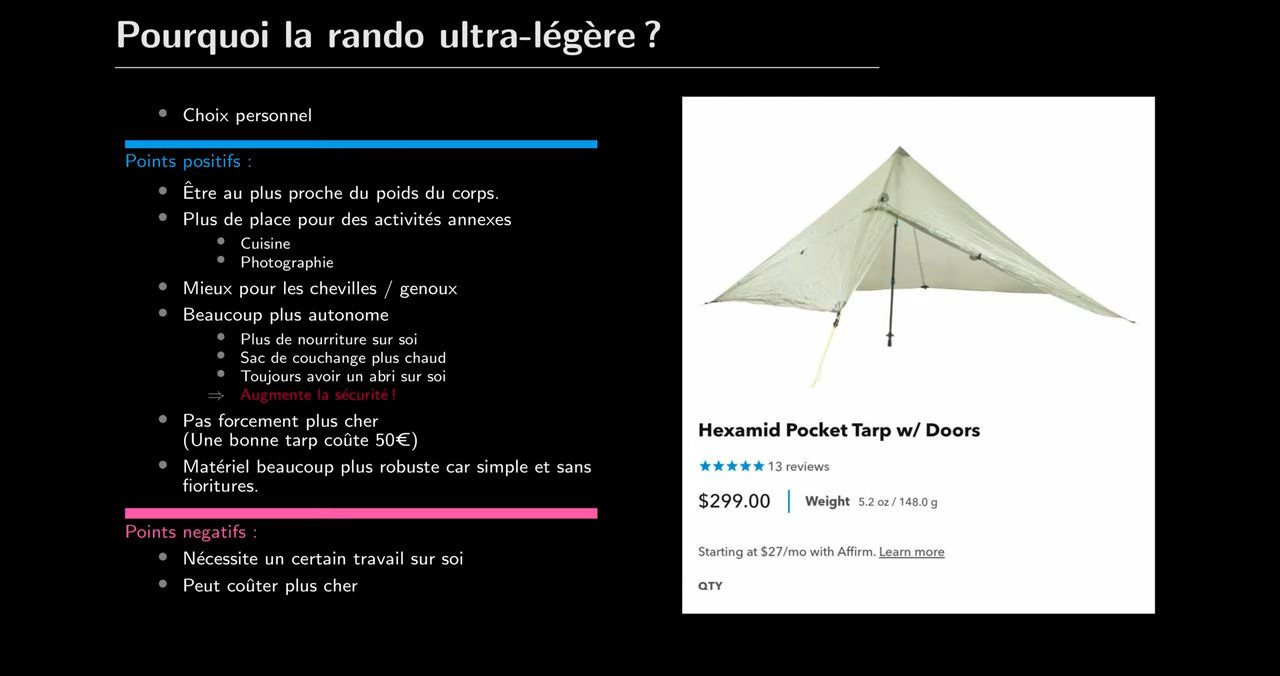 Pourquoi la rando ultra-légère ?
Choix personnel
Points positifs :
Être au plus proche du poids du corps.
Plus de place pour des activités annexes
Cuisine
Photographie
Mieux pour les chevilles / genoux
Beaucoup plus autonome
Plus de nourriture sur soi
Sac de couchange plus chaud
Toujours avoir un abri sur soi
⇒ Augmente la sécurité !
Pas forcement plus cher
(Une bonne tarp coûte 50€)
Matériel beaucoup plus robuste car simple et sans
fioritures.
Points negatifs :
Nécessite un certain travail sur soi
Peut coûter plus cher
Hexamid Pocket Tarp w/ Doors
13 reviews
$299.00 Weight 5.2 oz / 148.0 g
Starting at $27/mo with Affirm. Learn more
QTY